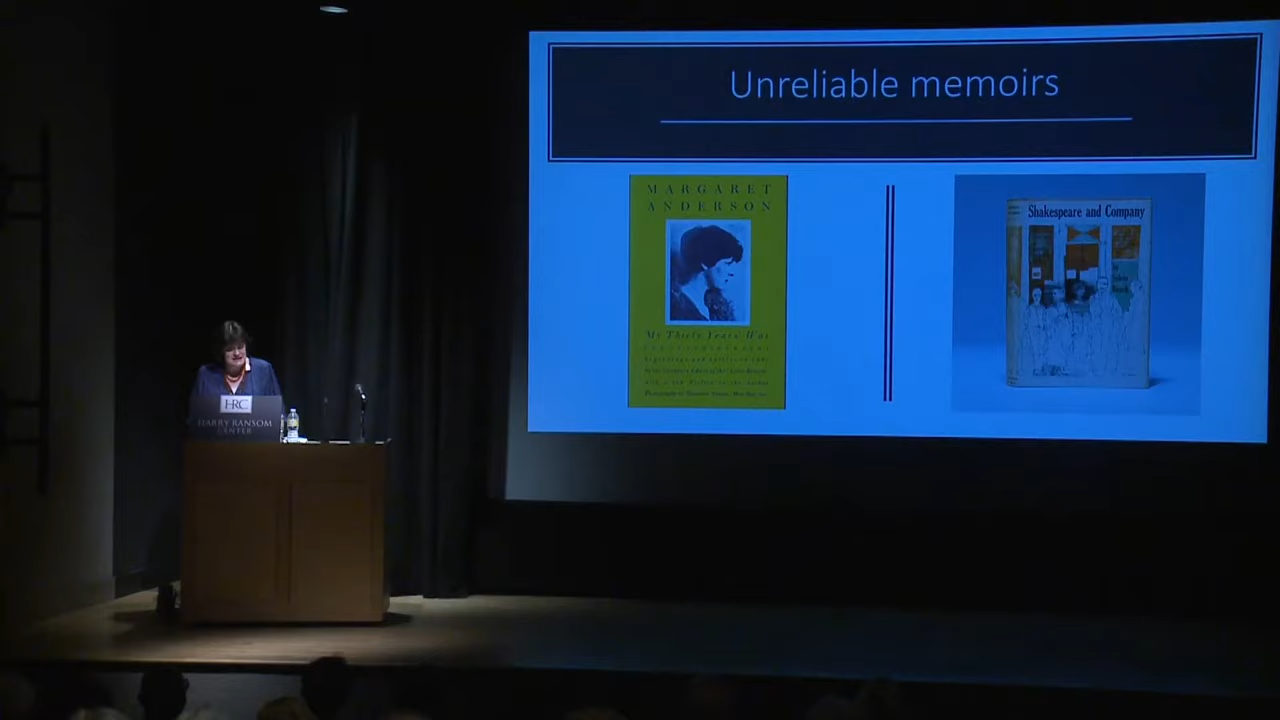 Unreliable memoirs
MARGARET
ANDERSON
My Thirty Years' War
Shakespeare and Company
HRC
HARRY RANSOM
CENTER